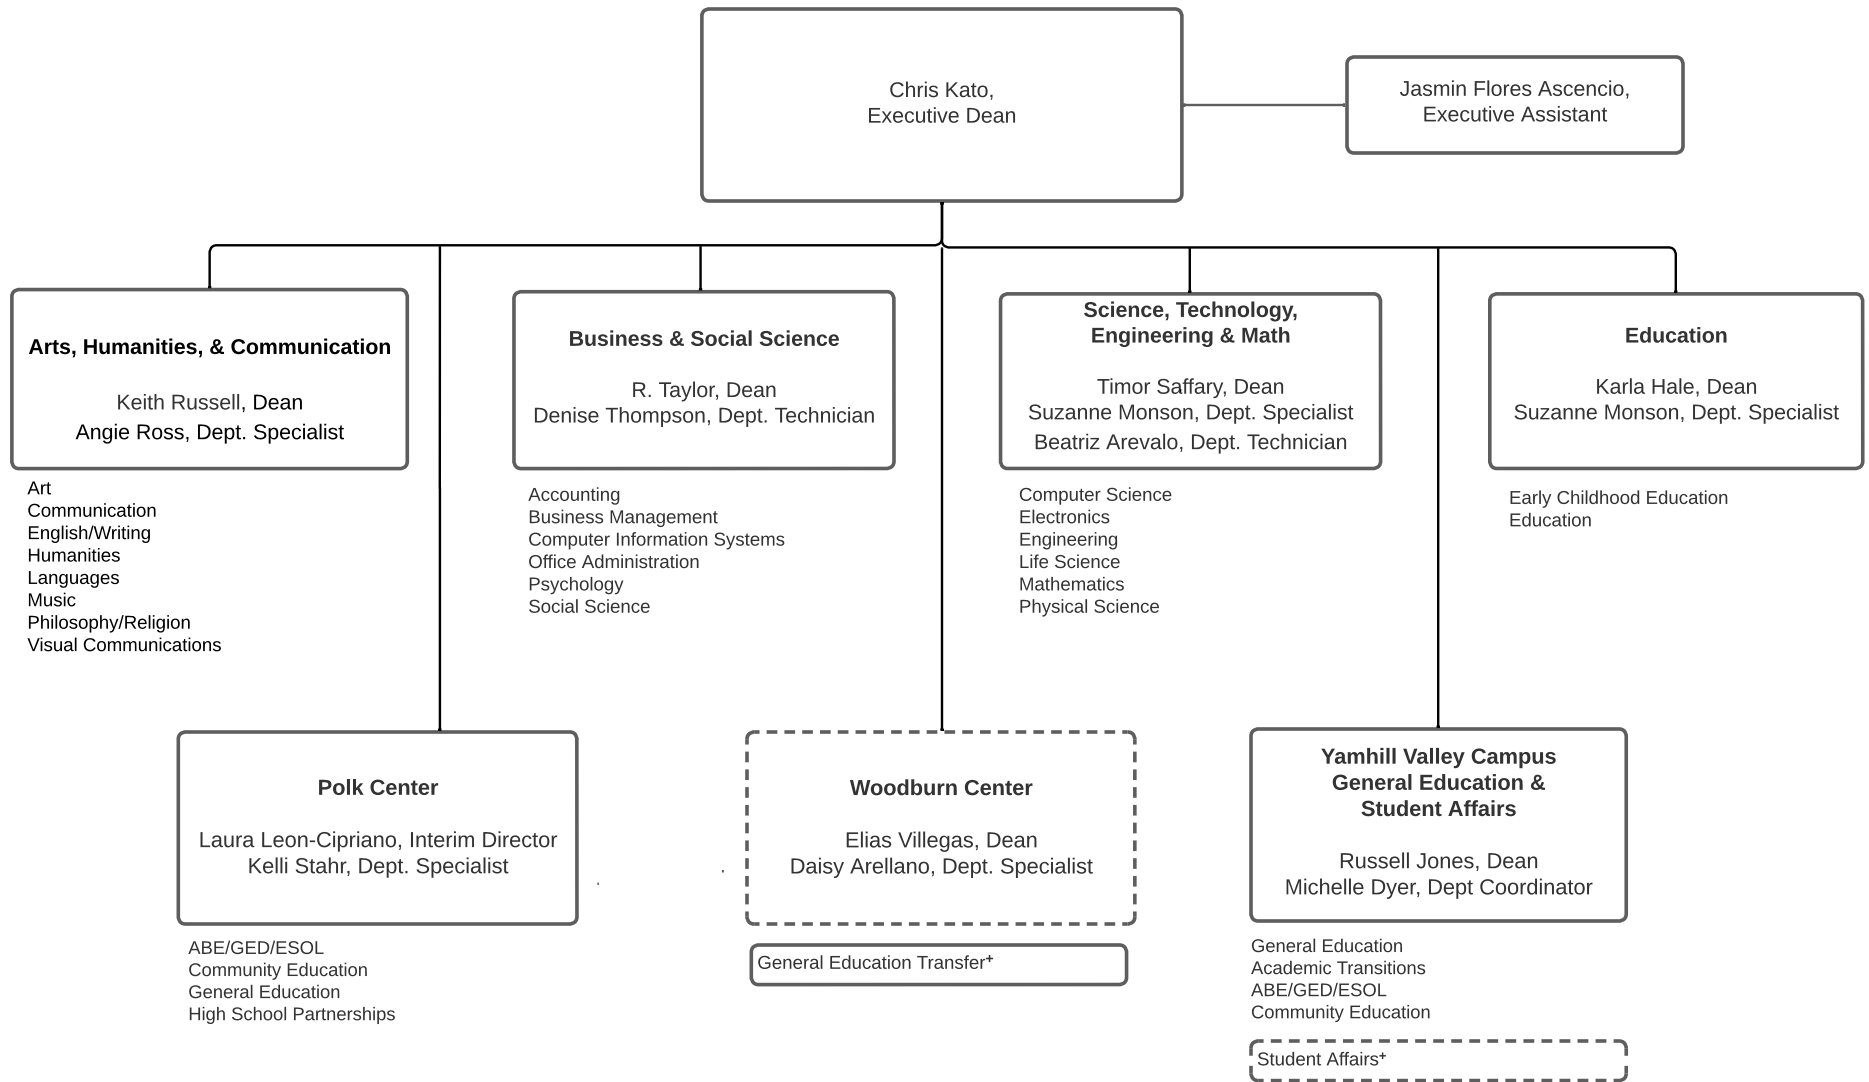 Chris Kato,
Executive Dean
Jasmin Flores Ascencio,
Executive Assistant
Arts, Humanities, & Communication
Keith Russell, Dean
Angie Ross, Dept. Specialist
Art
Communication
English/Writing
Humanities
Languages
Music
Philosophy/Religion
Visual Communications
Business & Social Science
R. Taylor, Dean
Denise Thompson, Dept. Technician
Accounting
Business Management
Computer Information Systems
Office Administration
Psychology
Social Science
Science, Technology,
Engineering & Math
Timor Saffary, Dean
Suzanne Monson, Dept. Specialist
Beatriz Arevalo, Dept. Technician
Computer Science
Electronics
Engineering
Life Science
Mathematics
Physical Science
Education
Karla Hale, Dean
Suzanne Monson, Dept. Specialist
Early Childhood Education
Education
Polk Center
Laura Leon-Cipriano, Interim Director
Kelli Stahr, Dept. Specialist
ABE/GED/ESOL
Community Education
General Education
High School Partnerships
Woodburn Center
Elias Villegas, Dean
Daisy Arellano, Dept. Specialist
General Education Transfer⁺
Yamhill Valley Campus
General Education &
Student Affairs
Russell Jones, Dean
Michelle Dyer, Dept Coordinator
General Education
Academic Transitions
ABE/GED/ESOL
Community Education
Student Affairs⁺